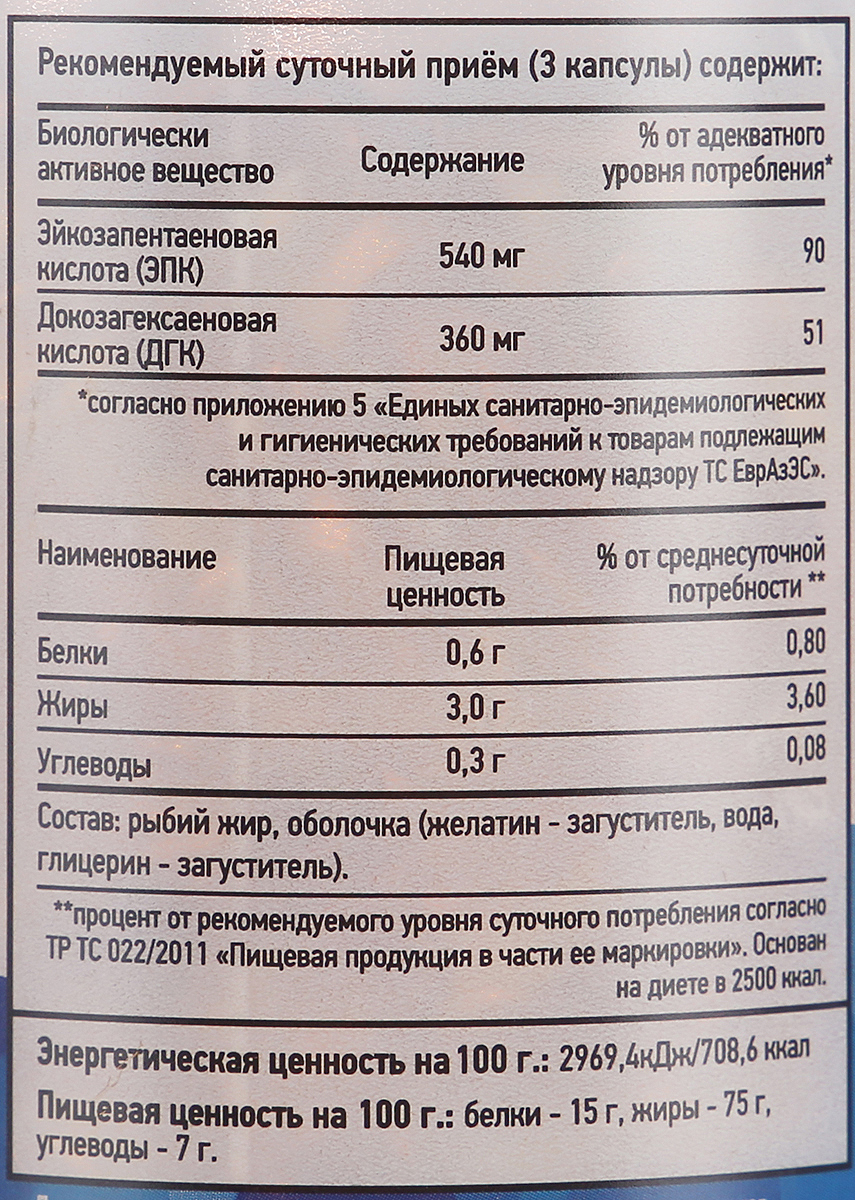 Рекомендуемый суточный приём (3 капсулы) содержит:
Биологически активное вещество Содержание % от адекватного уровня потребления*
Эйкозапентаеновая кислота (ЭПК) 540 мг 90
Докозагексаеновая кислота (ДГК) 360 мг 51
*согласно приложению 5 «Единых санитарно-эпидемиологических
и гигиенических требований к товарам подлежащим
санитарно-эпидемиологическому надзору ТС ЕврАзЭС».
Наименование Пищевая ценность % от среднесуточной потребности **
Белки 0,6 г 0,80
Жиры 3,0 г 3,60
Углеводы 0,3 г 0,08
Состав: рыбий жир, оболочка (желатин - загуститель, вода,
глицерин - загуститель).
**процент от рекомендуемого уровня суточного потребления согласно
ТР ТС 022/2011 «Пищевая продукция в части ее маркировки». Основан
на диете в 2500 ккал.
Энергетическая ценность на 100 г.: 2969,4кДж/708,6 ккал
Пищевая ценность на 100 г.: белки - 15 г, жиры - 75 г,
углеводы - 7 г.